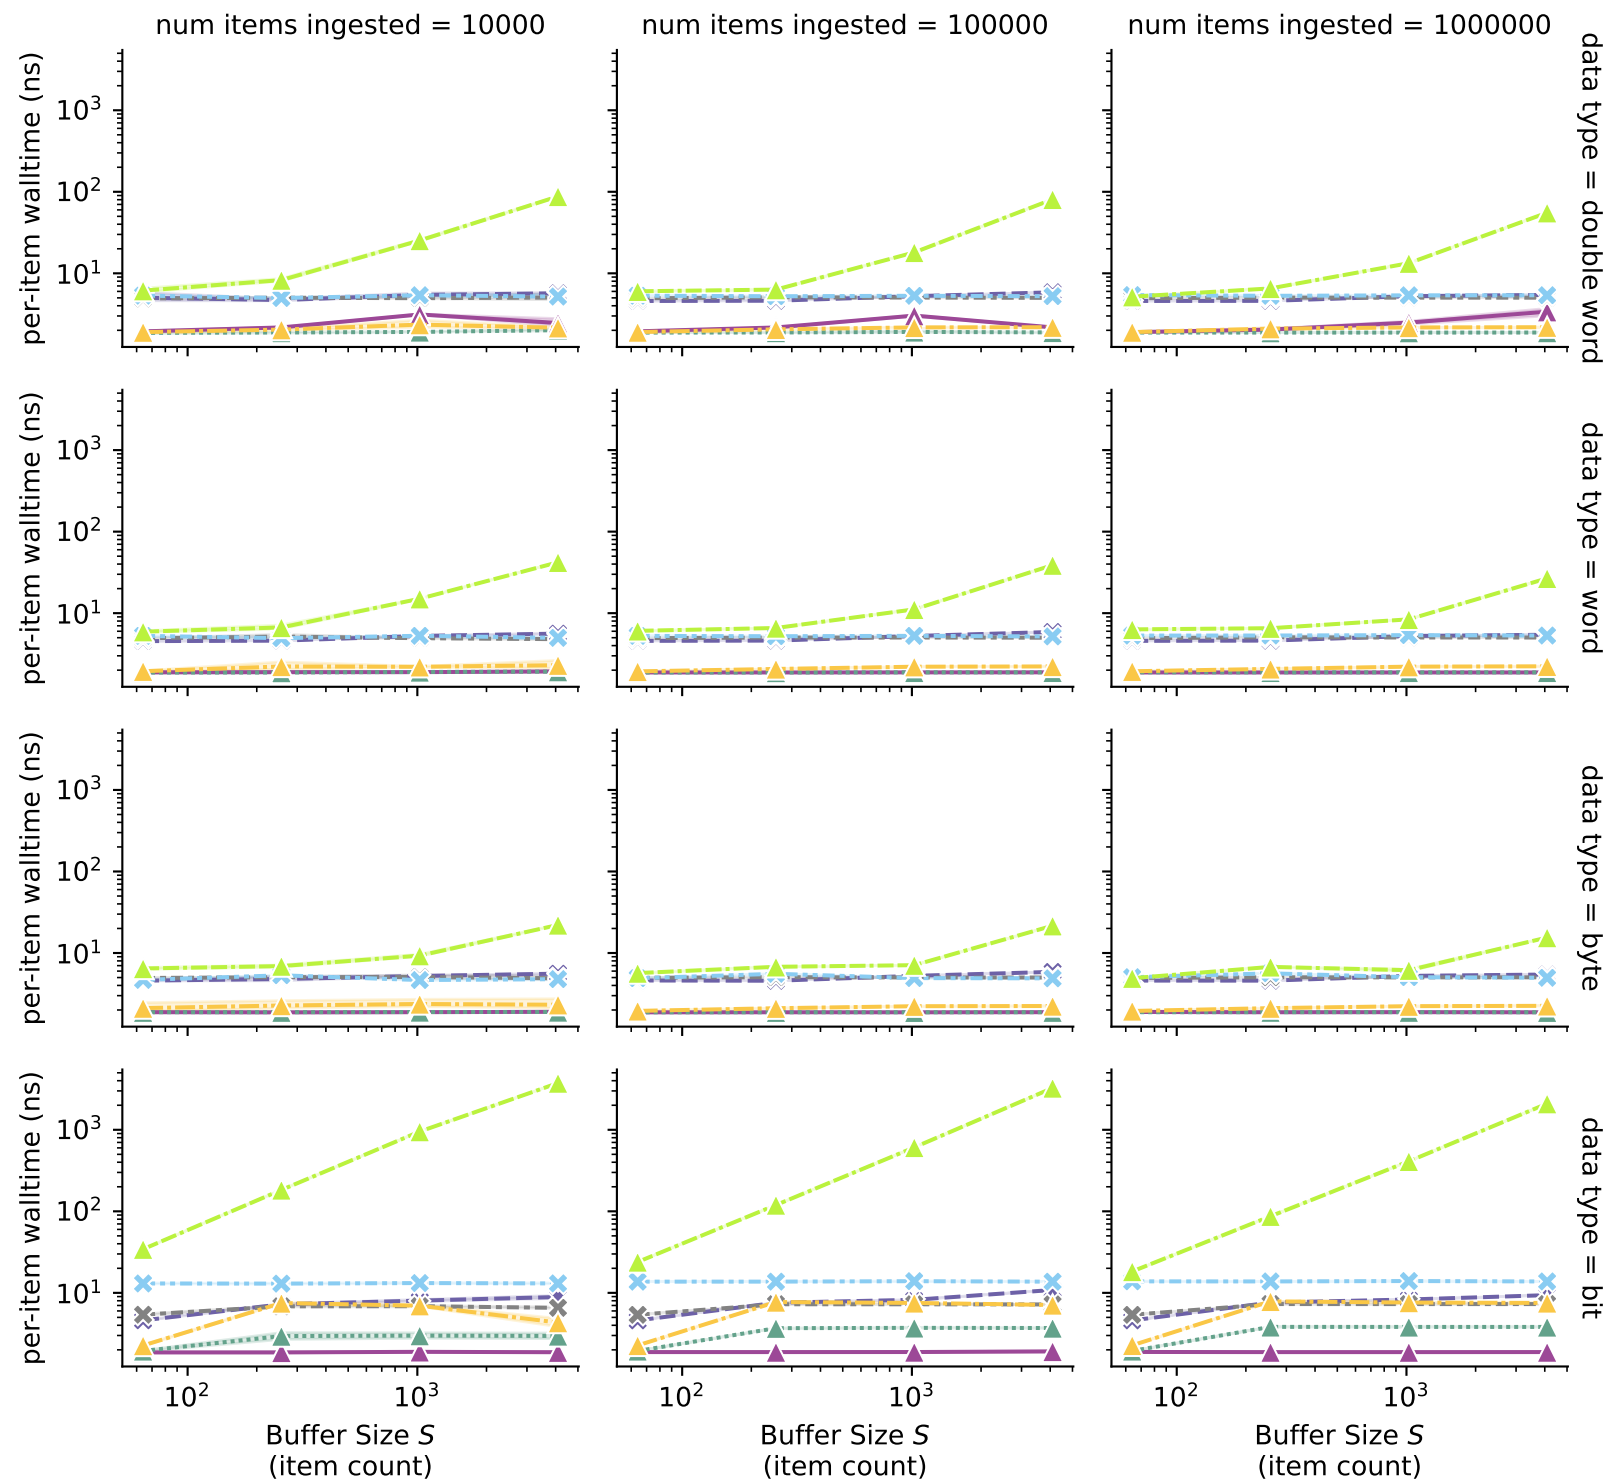 num items ingested = 10000
num items ingested = 100000
num items ingested = 1000000
per-item walltime (ns)
10³
10²
10¹
data type = double word
per-item walltime (ns)
10³
10²
10¹
data type = word
per-item walltime (ns)
10³
10²
10¹
data type = byte
per-item walltime (ns)
10³
10²
10¹
data type = bit
10² 10³
10² 10³
10² 10³
Buffer Size S
(item count)
Buffer Size S
(item count)
Buffer Size S
(item count)